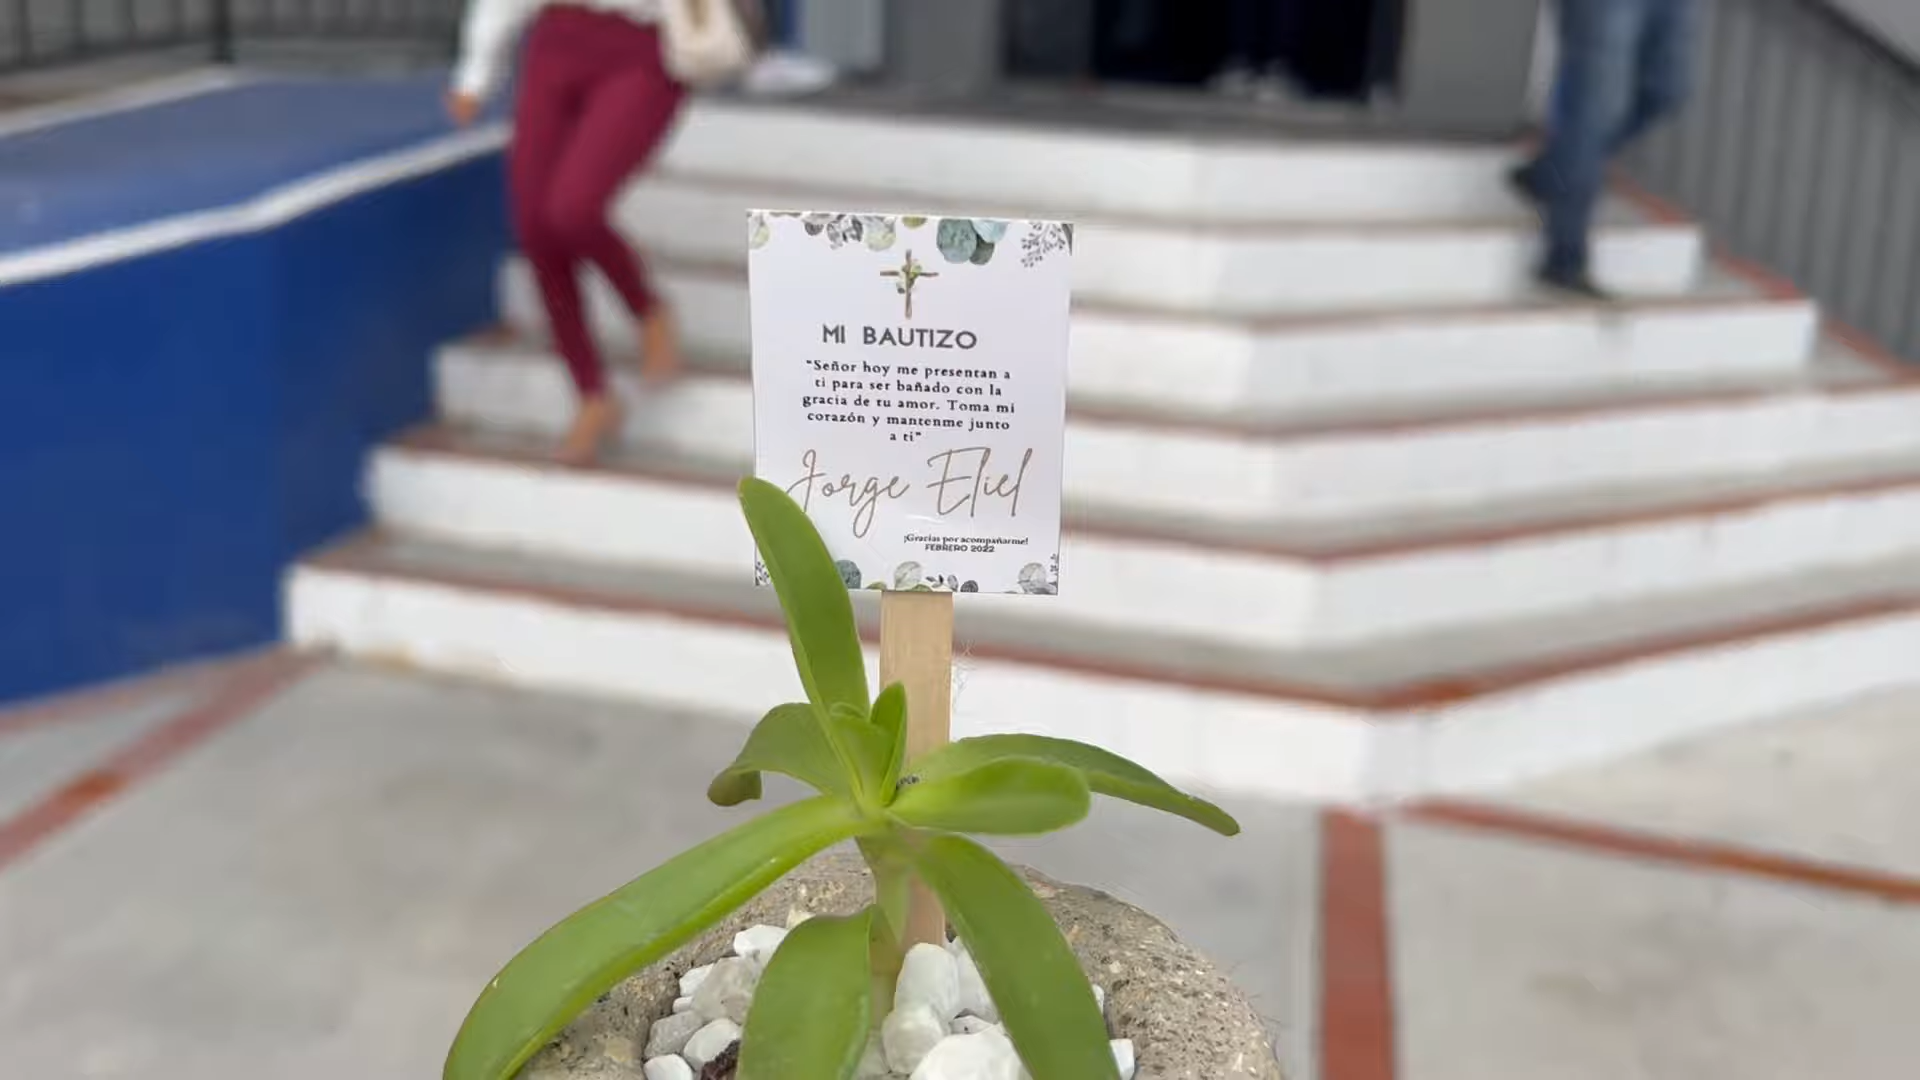 MI BAUTIZO
"Señor hoy me presentan a
ti para ser bañado con la
gracia de tu amor. Toma mi
corazón y mantenme junto
a ti"
Jorge Eliel
¡Gracias por acompañarme!
FEBRERO 2022